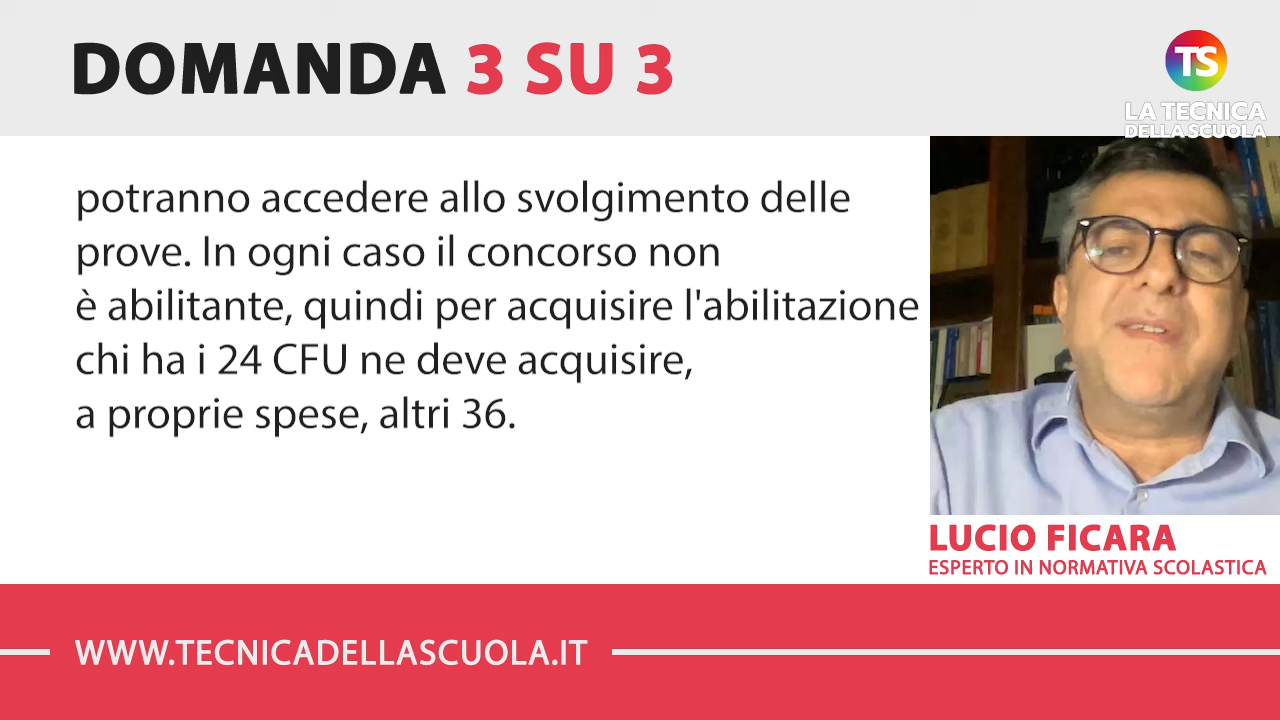 DOMANDA 3 SU 3
TS
LA TECNICA
DELLA SCUOLA
potranno accedere allo svolgimento delle
prove. In ogni caso il concorso non
è abilitante, quindi per acquisire l'abilitazione
chi ha i 24 CFU ne deve acquisire,
a proprie spese, altri 36.
LUCIO FICARA
ESPERTO IN NORMATIVA SCOLASTICA
WWW.TECNICADELLASCUOLA.IT